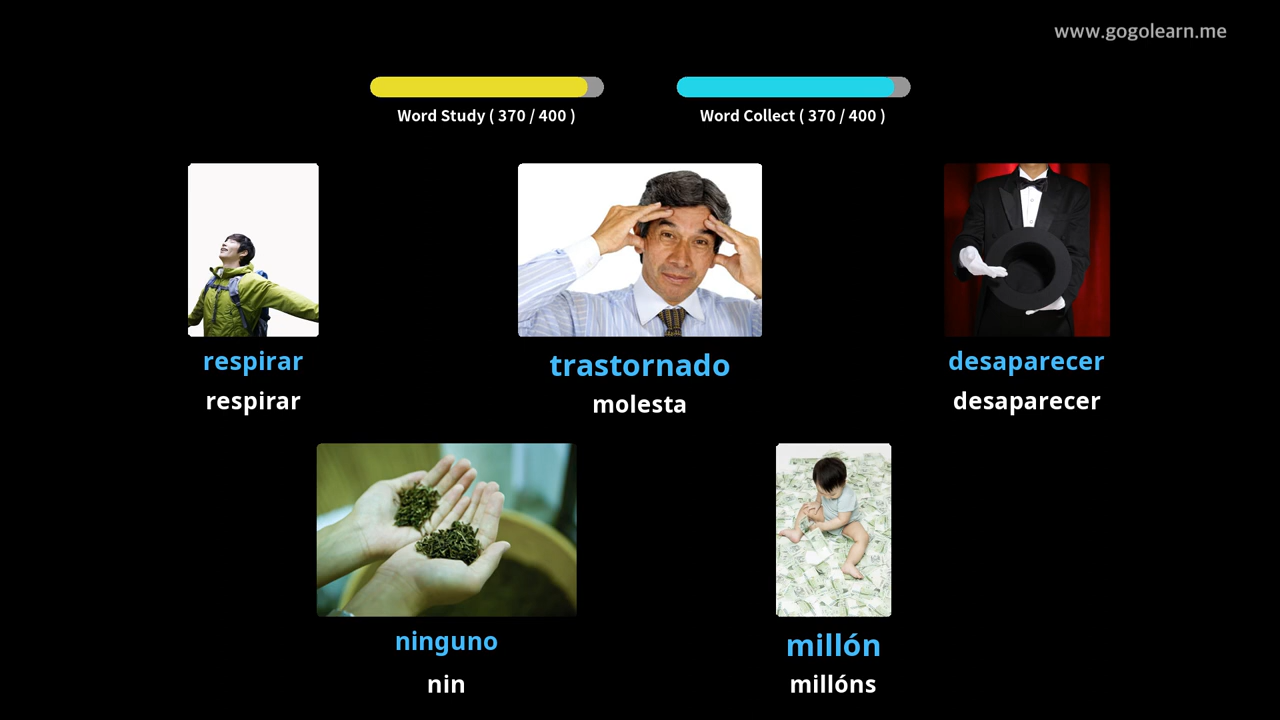 www.gogolearn.me
Word Study ( 370 / 400 )
Word Collect ( 370 / 400 )
respirar
respirar
trastornado
molesta
desaparecer
desaparecer
ninguno
nin
millón
millóns